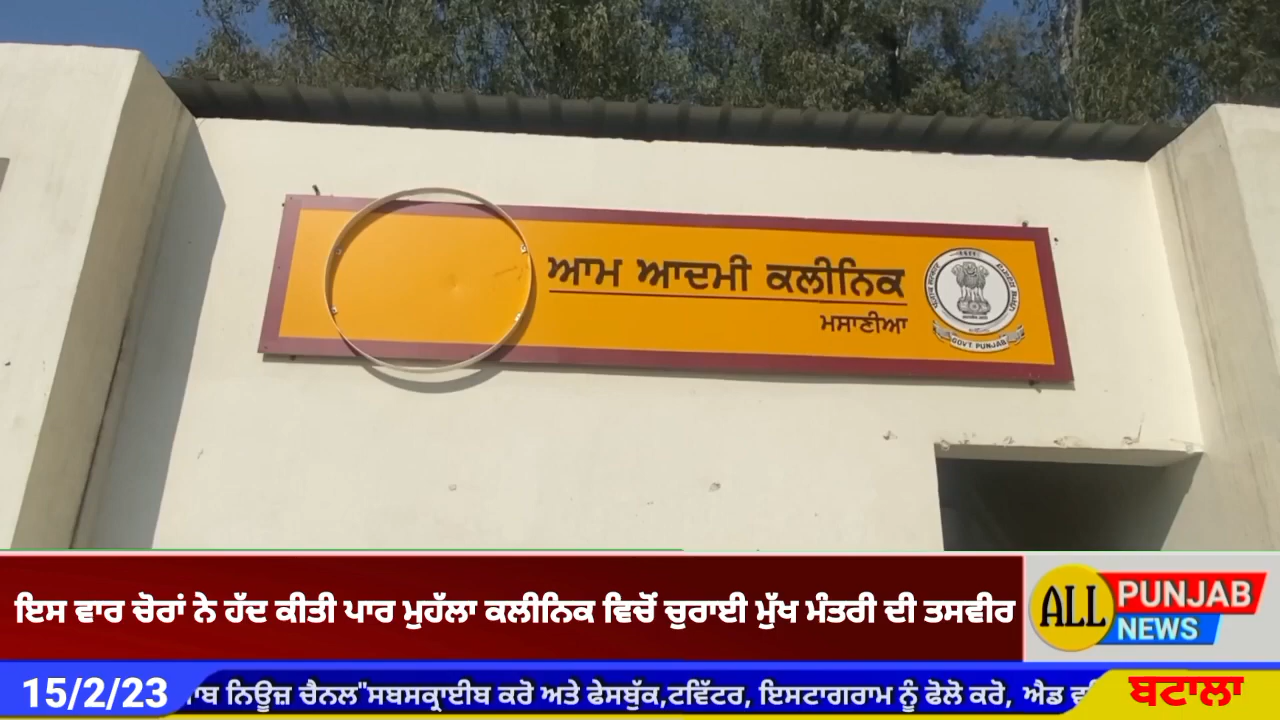 ਆਮ ਆਦਮੀ ਕਲੀਨਿਕ
ਮਸਾਣੀਆ
GOVT. PUNJAB
ਇਸ ਵਾਰ ਚੋਰਾਂ ਨੇ ਹੱਦ ਕੀਤੀ ਪਾਰ ਮੁਹੱਲਾ ਕਲੀਨਿਕ ਵਿਚੋਂ ਚੁਰਾਈ ਮੁੱਖ ਮੰਤਰੀ ਦੀ ਤਸਵੀਰ
ALL PUNJAB
NEWS
15/2/23 ਨਿਊਜ਼ ਚੈਨਲ"ਸਬਸਕ੍ਰਾਈਬ ਕਰੋ ਅਤੇ ਫੇਸਬੁੱਕ,ਟਵਿੱਟਰ, ਇਸਟਾਗਰਾਮ ਨੂੰ ਫੋਲੋ ਕਰੋ, ਐਡ ਬਟਾਲਾ